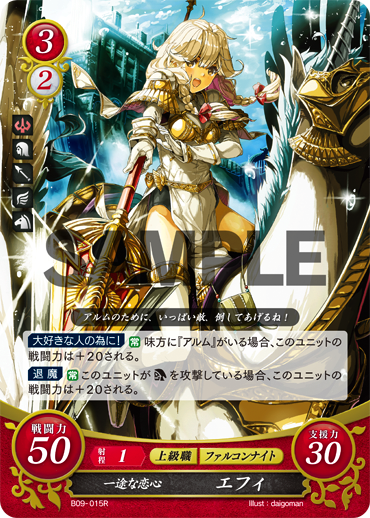 3
2
SAMPLE
アルムのために、いっぱい敵、倒してあげるね！
大好きな人の為に！ 常 味方に『アルム』がいる場合、このユニットの
戦闘力は＋20される。
退魔 常 このユニットが を攻撃している場合、このユニットの
戦闘力は＋20される。
戦闘力 50
射程 1 上級職 ファルコンナイト
支援力 30
一途な恋心 エフィ
B09-015R Illust：daigoman